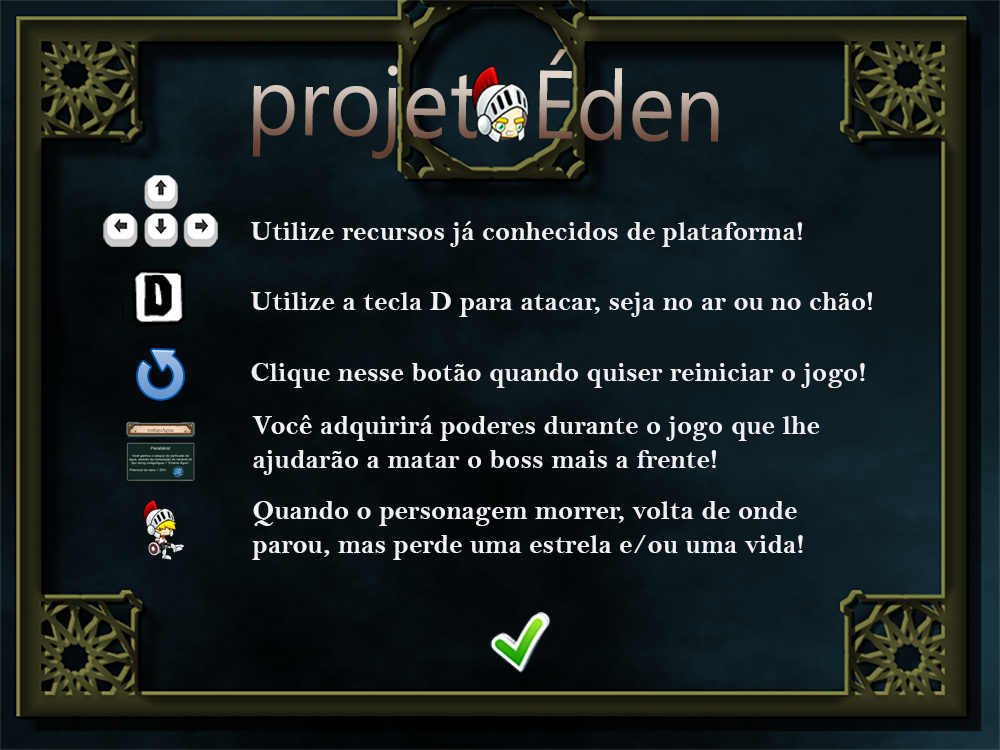 projet Éden
Utilize recursos já conhecidos de plataforma!
D
Utilize a tecla D para atacar, seja no ar ou no chão!
Clique nesse botão quando quiser reiniciar o jogo!
Você adquirirá poderes durante o jogo que lhe
ajudarão a matar o boss mais a frente!
Parabéns!
Quando o personagem morrer, volta de onde
parou, mas perde uma estrela e/ou uma vida!